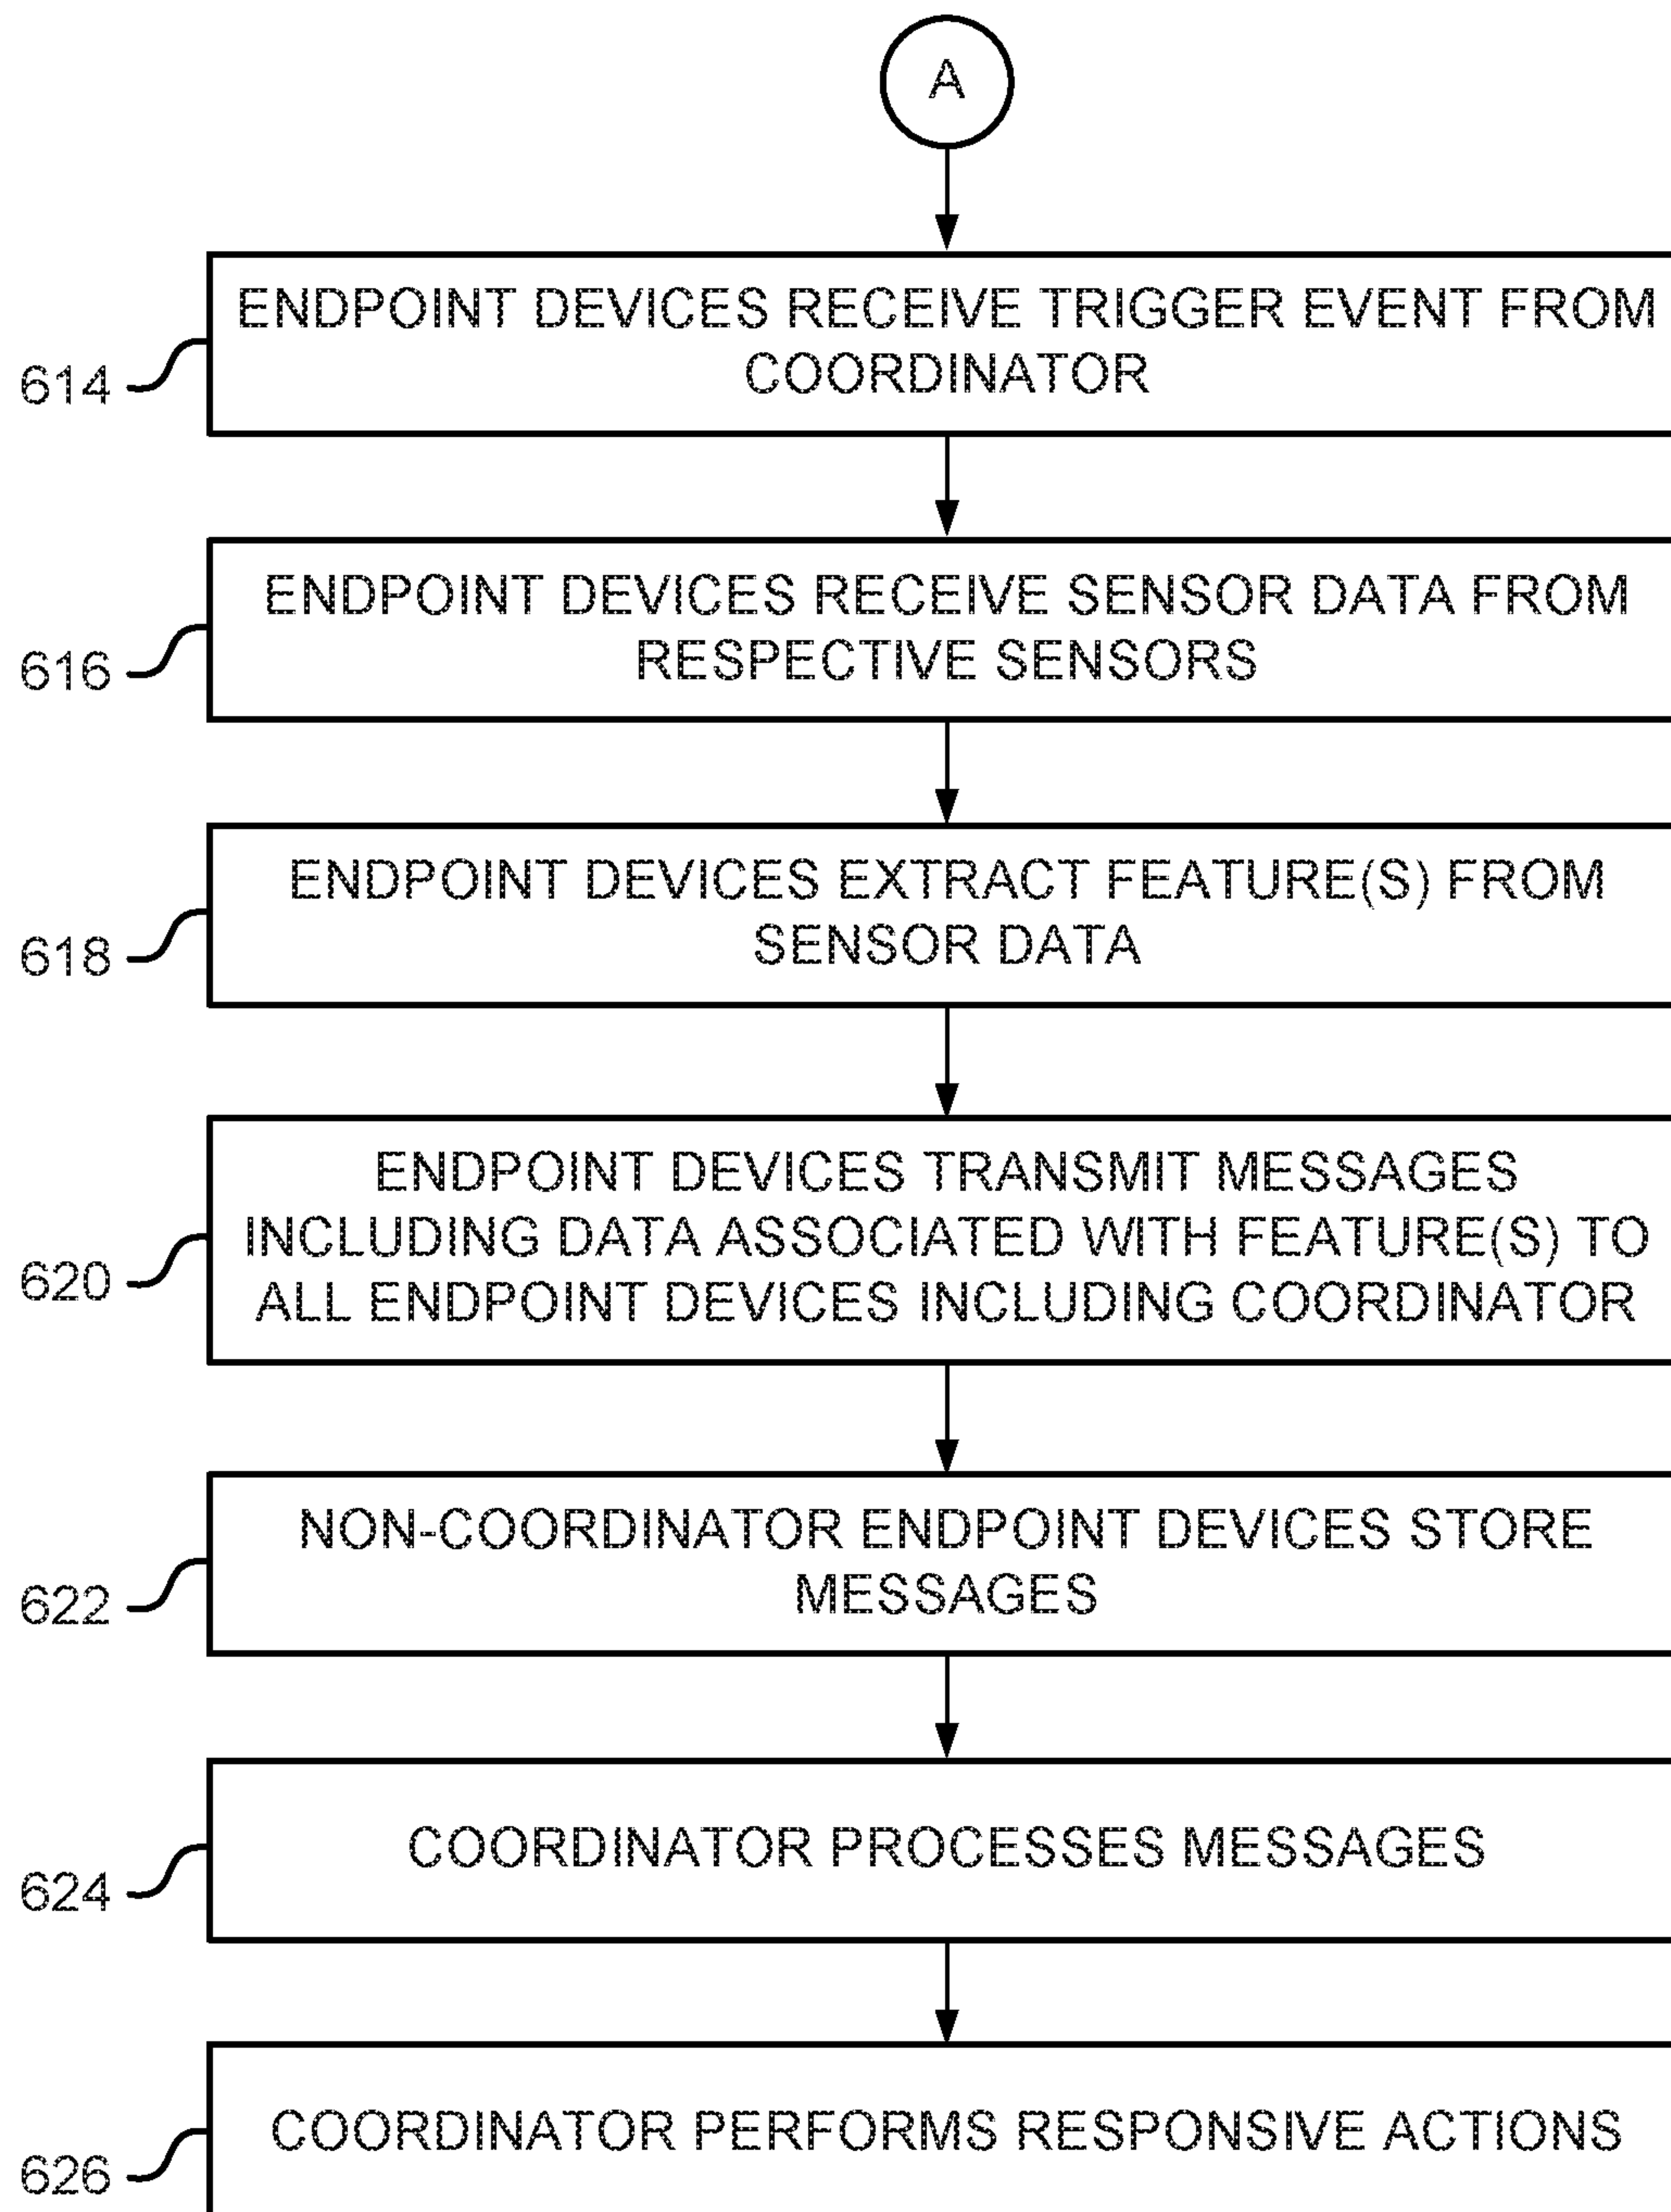 A
ENDPOINT DEVICES RECEIVE TRIGGER EVENT FROM
COORDINATOR
614
ENDPOINT DEVICES RECEIVE SENSOR DATA FROM
RESPECTIVE SENSORS
616
ENDPOINT DEVICES EXTRACT FEATURE(S) FROM
SENSOR DATA
618
ENDPOINT DEVICES TRANSMIT MESSAGES
INCLUDING DATA ASSOCIATED WITH FEATURE(S) TO
ALL ENDPOINT DEVICES INCLUDING COORDINATOR
620
NON-COORDINATOR ENDPOINT DEVICES STORE
MESSAGES
622
COORDINATOR PROCESSES MESSAGES
624
COORDINATOR PERFORMS RESPONSIVE ACTIONS
626